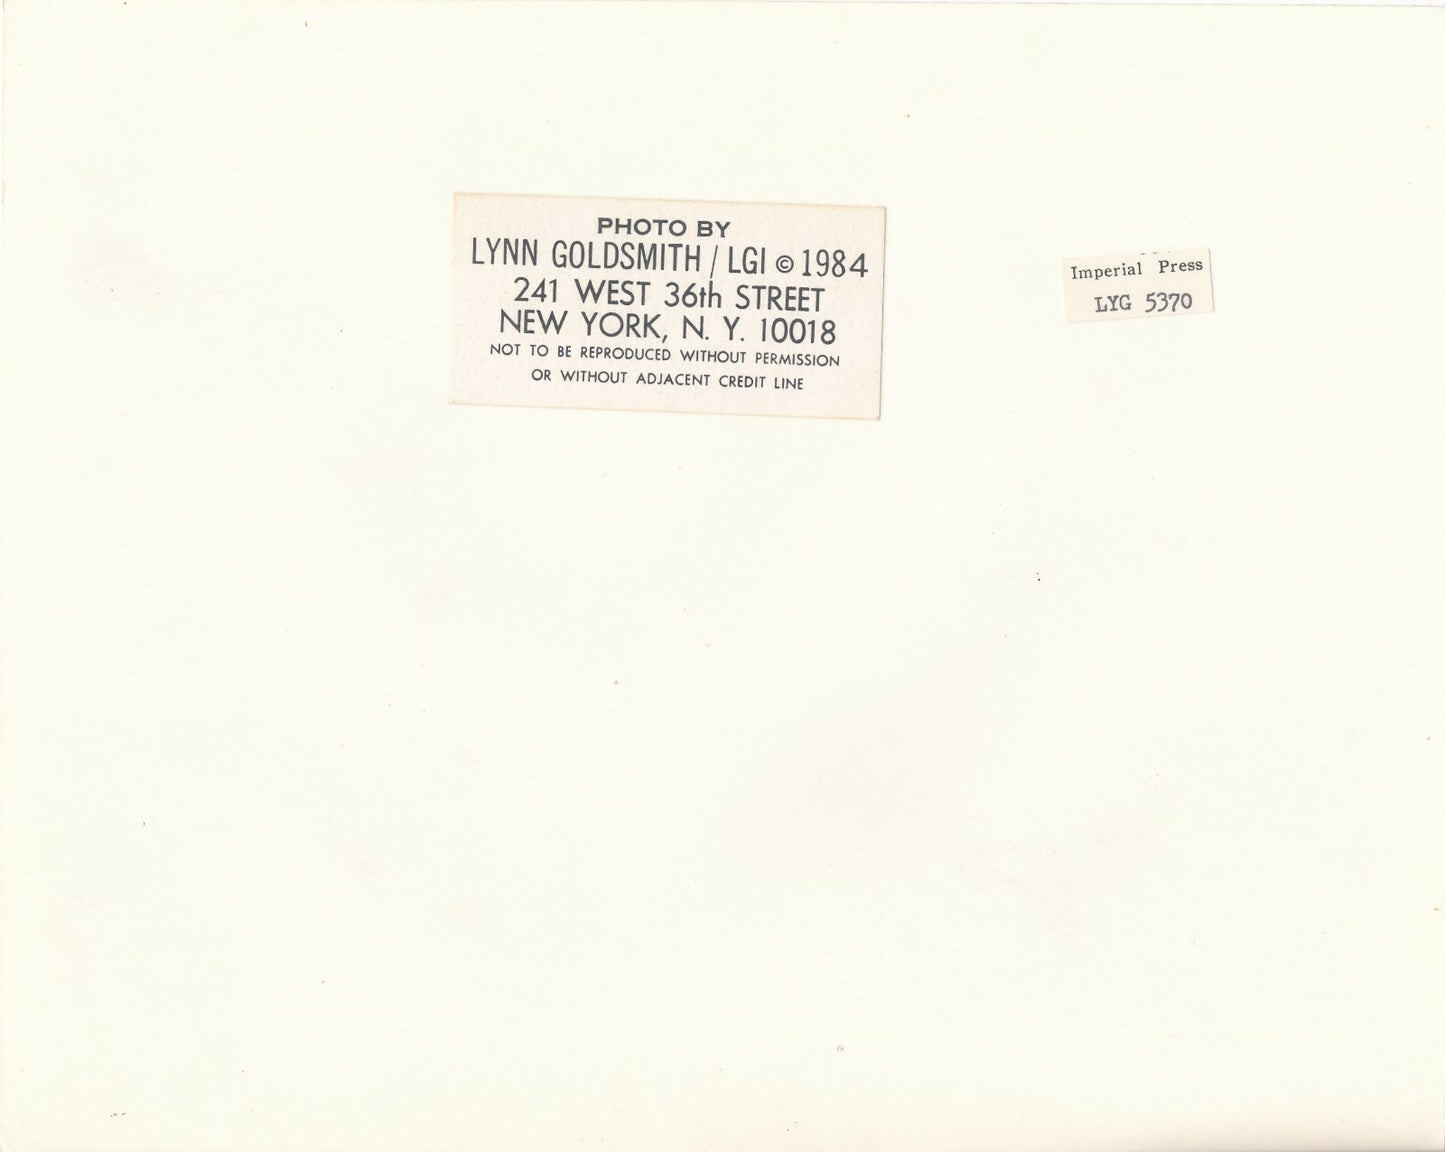 PHOTO BY
LYNN GOLDSMITH / LGI © 1984
241 WEST 36th STREET
NEW YORK, N. Y. 10018
NOT TO BE REPRODUCED WITHOUT PERMISSION
OR WITHOUT ADJACENT CREDIT LINE
Imperial Press
LYG 5370